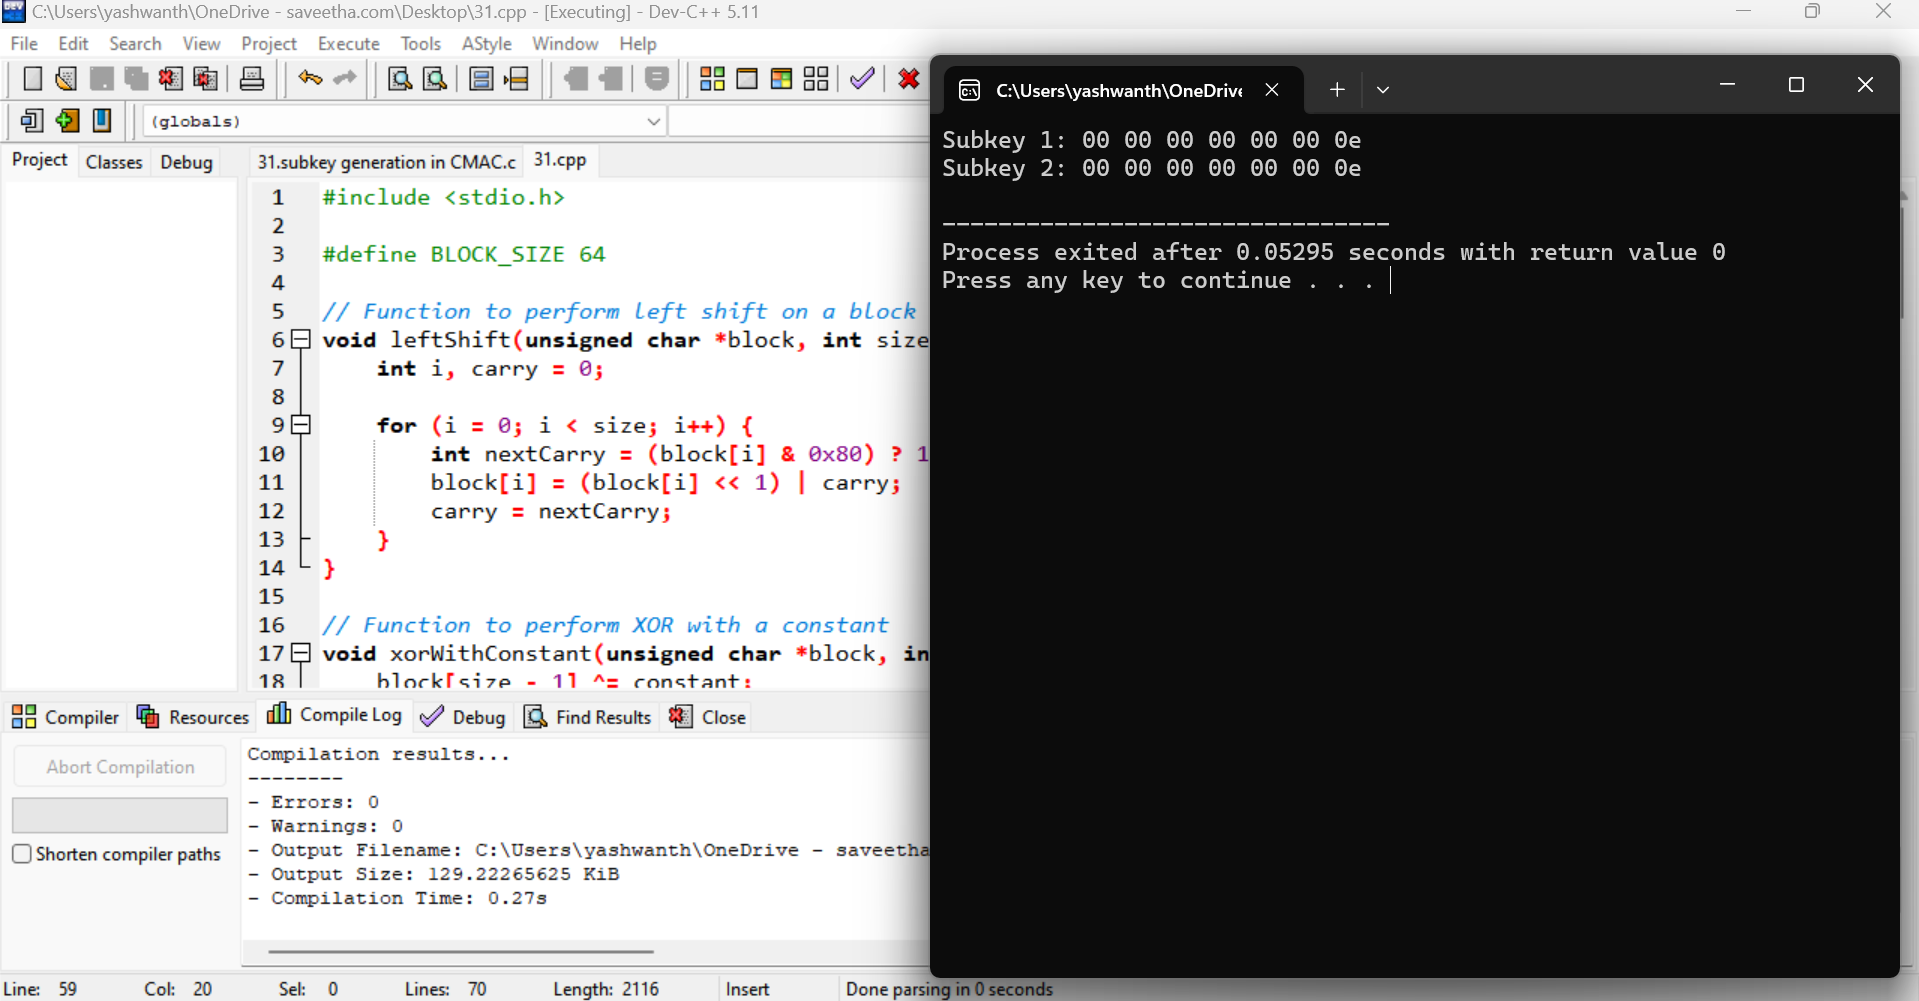 C:\Users\yashwanth\OneDrive - saveetha.com\Desktop\31.cpp - [Executing] - Dev-C++ 5.11
File Edit Search View Project Execute Tools AStyle Window Help
(globals)
Project Classes Debug
31.subkey generation in CMAC.c 31.cpp
1 #include <stdio.h>
2
3 #define BLOCK_SIZE 64
4
5 // Function to perform left shift on a block
6 void leftShift(unsigned char *block, int size
7 int i, carry = 0;
8
9 for (i = 0; i < size; i++) {
10 int nextCarry = (block[i] & 0x80) ? 1
11 block[i] = (block[i] << 1) | carry;
12 carry = nextCarry;
13 }
14 }
15
16 // Function to perform XOR with a constant
17 void xorWithConstant(unsigned char *block, in
18 block[size - 1] ^= constant;
Compiler Resources Compile Log Debug Find Results Close
Abort Compilation
Shorten compiler paths
Compilation results...
--------
- Errors: 0
- Warnings: 0
- Output Filename: C:\Users\yashwanth\OneDrive - saveetha
- Output Size: 129.22265625 KiB
- Compilation Time: 0.27s
Line: 59 Col: 20 Sel: 0 Lines: 70 Length: 2116 Insert Done parsing in 0 seconds
C:\Users\yashwanth\OneDrive
Subkey 1: 00 00 00 00 00 00 0e
Subkey 2: 00 00 00 00 00 00 0e
--------------------------------
Process exited after 0.05295 seconds with return value 0
Press any key to continue . . .